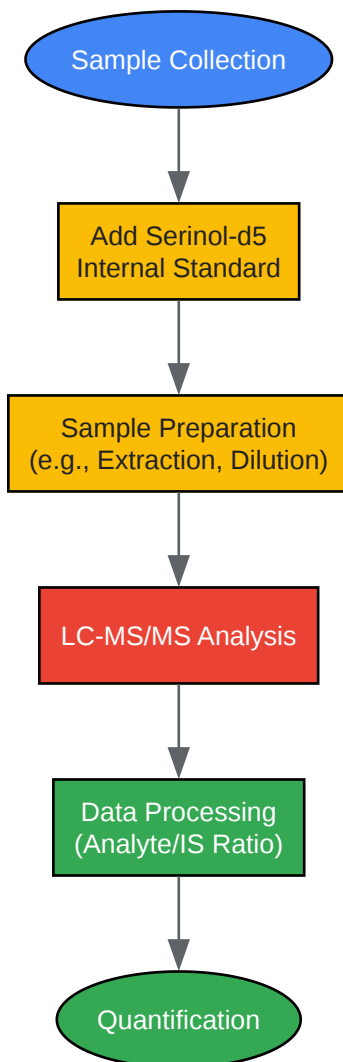 Sample Collection
Add Serinol-d5
Internal Standard
Sample Preparation
(e.g., Extraction, Dilution)
LC-MS/MS Analysis
Data Processing
(Analyte/IS Ratio)
Quantification